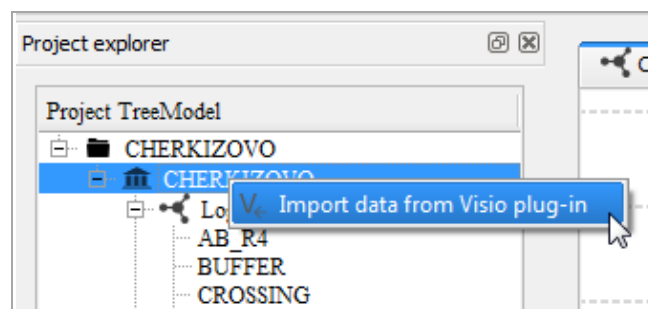 Project explorer
Project TreeModel
CHERKIZOVO
CHERKIZOVO
Import data from Visio plug-in
AB_R4
BUFFER
CROSSING